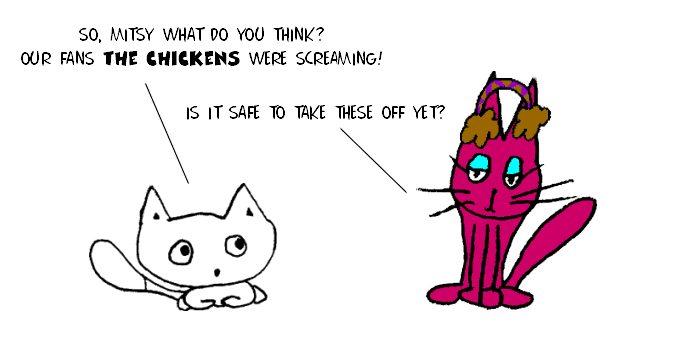 SO, MITSY WHAT DO YOU THINK?
OUR FANS THE CHICKENS WERE SCREAMING!
IS IT SAFE TO TAKE THESE OFF YET?